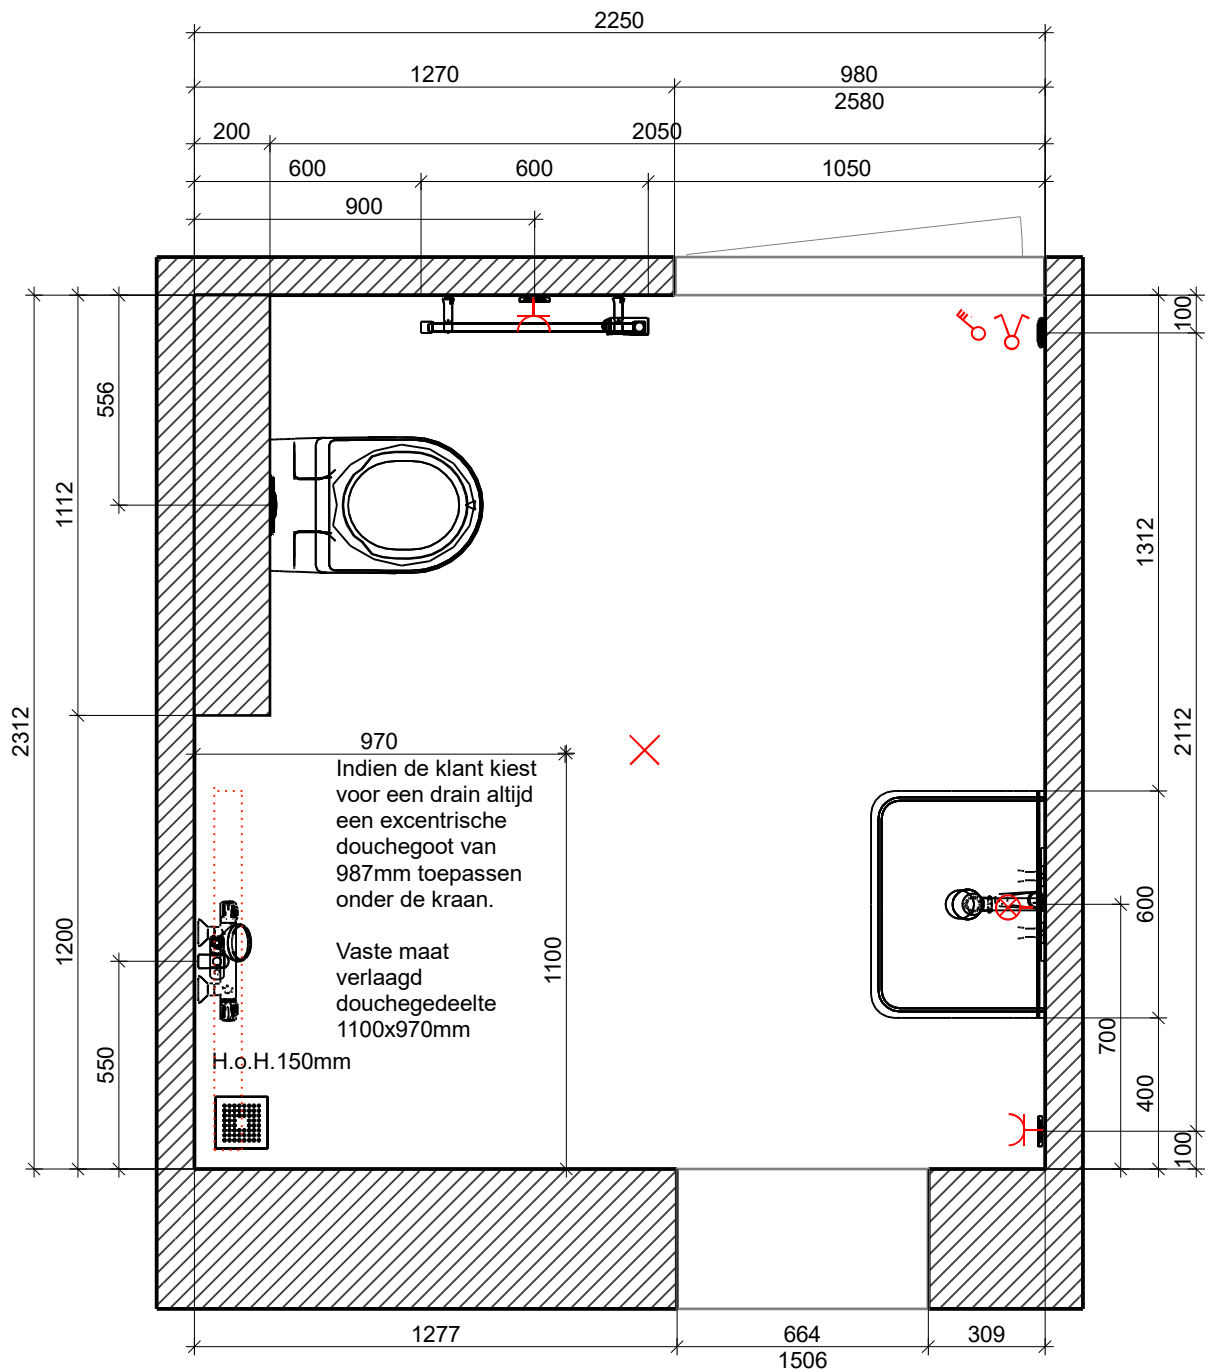 2250
1270
980
2580
200
2050
600
600
1050
900
100
556
1112
1312
2312
2112
970
Indien de klant kiest
voor een drain altijd
een excentrische
douchegoot van
987mm toepassen
onder de kraan.
Vaste maat
verlaagd
douchegedeelte
1100x970mm
1200
1100
600
550
700
H.o.H.150mm
400
100
1277
664
309
1506